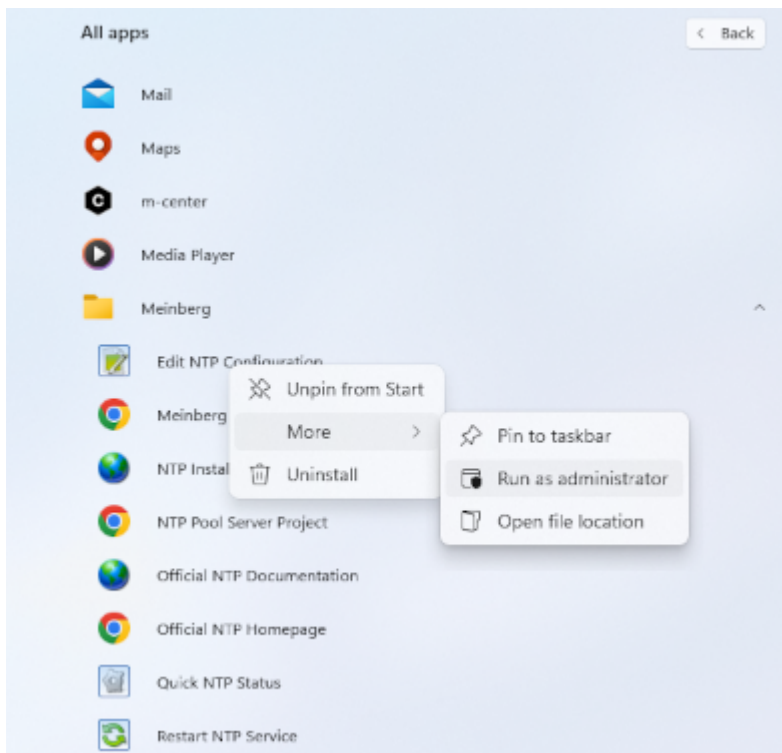 All apps
Back
Mail
Maps
m-center
Media Player
Meinberg
Edit NTP Configuration
Unpin from Start
Meinberg
More
Pin to taskbar
NTP Instal
Uninstall
Run as administrator
NTP Pool Server Project
Open file location
Official NTP Documentation
Official NTP Homepage
Quick NTP Status
Restart NTP Service